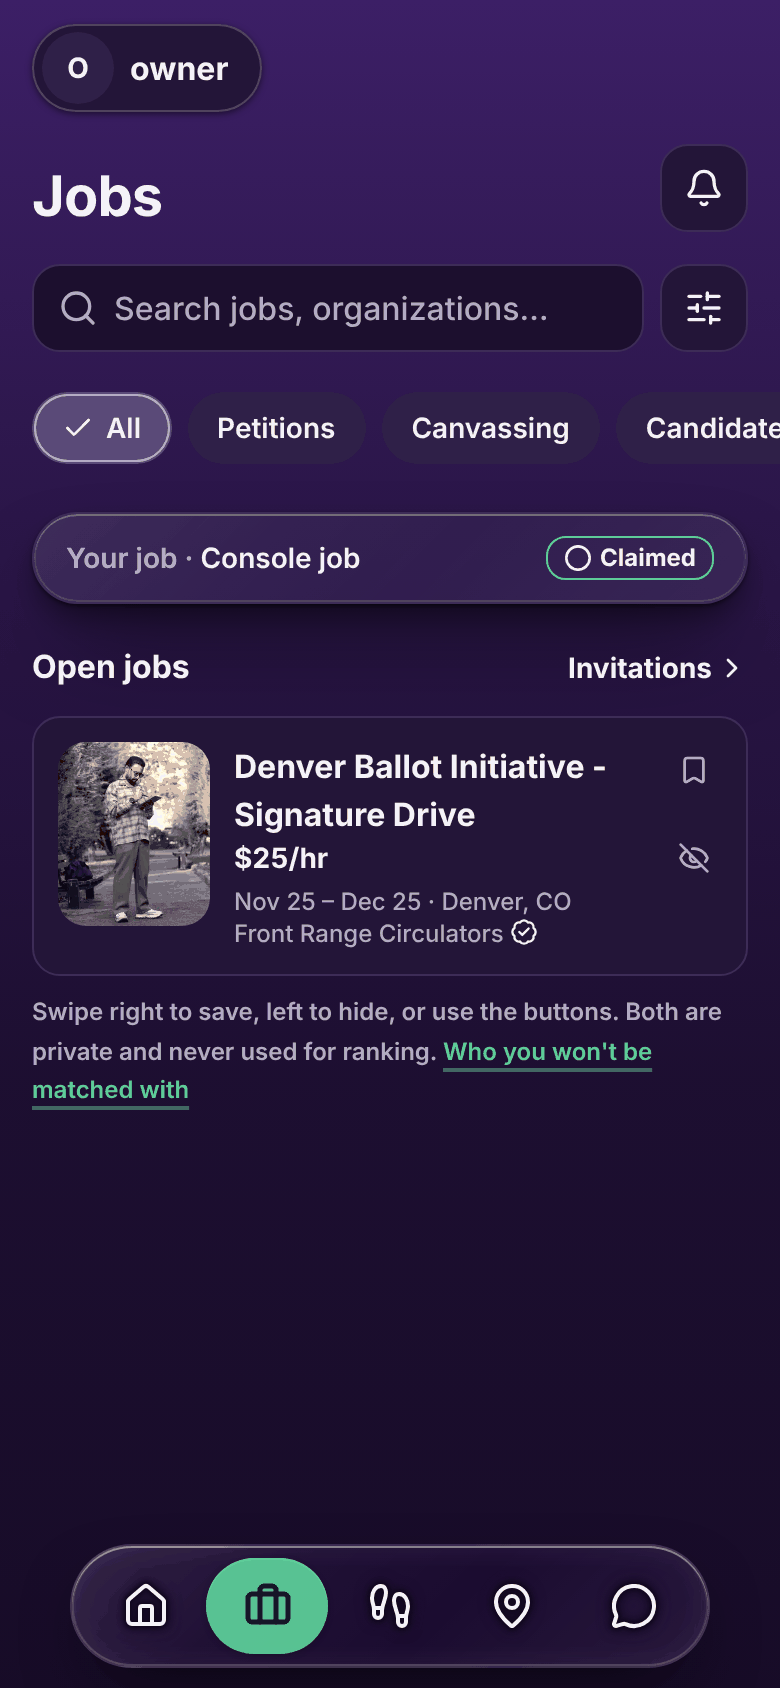 O owner
Jobs
Search jobs, organizations...
All Petitions Canvassing Candidate
Your job · Console job Claimed
Open jobs Invitations
Denver Ballot Initiative -
Signature Drive
$25/hr
Nov 25 – Dec 25 · Denver, CO
Front Range Circulators
Swipe right to save, left to hide, or use the buttons. Both are
private and never used for ranking. Who you won't be
matched with